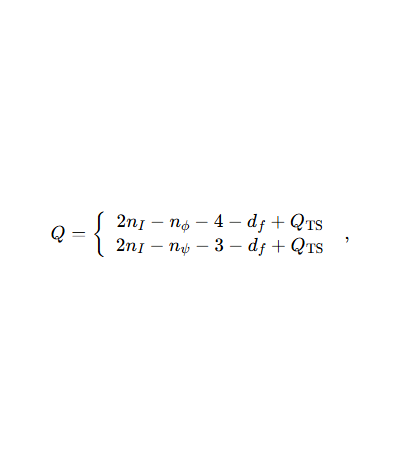 Q = { 2n_I − n_ϕ − 4 − d_f + Q_TS
2n_I − n_ψ − 3 − d_f + Q_TS ,